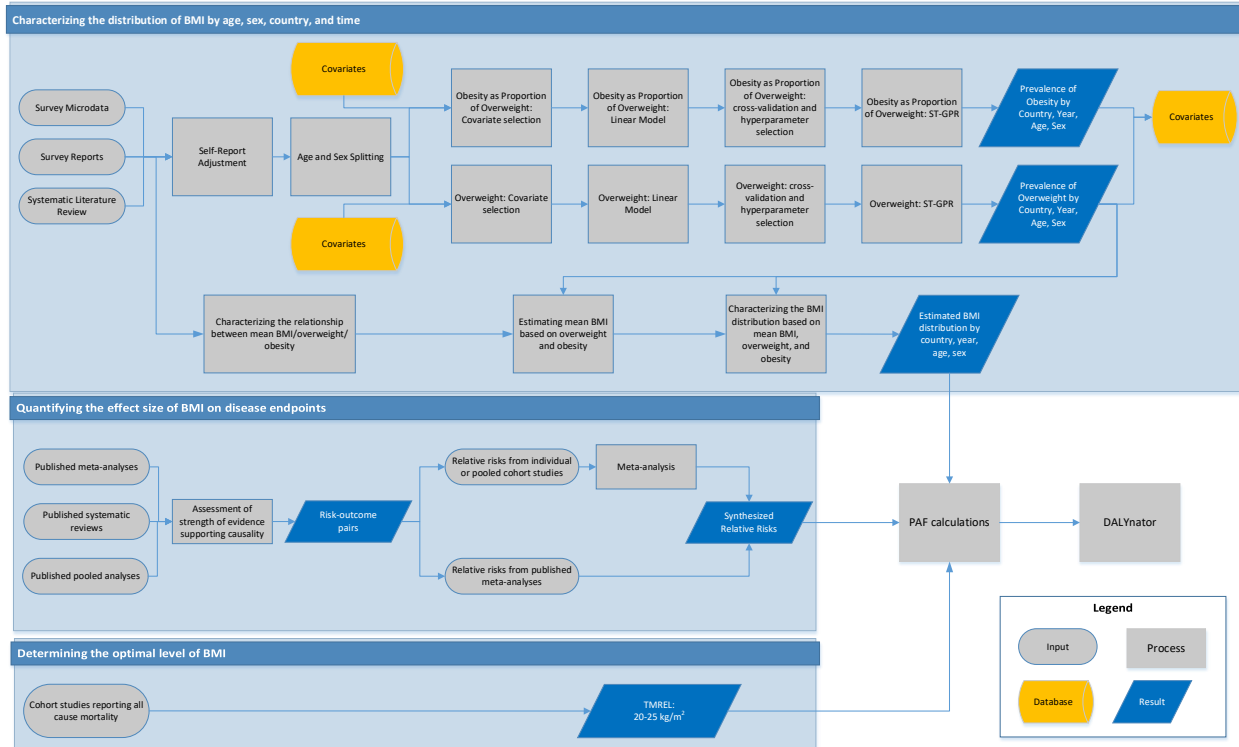 Characterizing the distribution of BMI by age, sex, country, and time
Covariates
Survey Microdata
Survey Reports
Systematic Literature
Review
Self-Report
Adjustment
Age and Sex Splitting
Covariates
Obesity as Proportion
of Overweight:
Covariate selection
Obesity as Proportion
of Overweight:
Linear Model
Obesity as Proportion
of Overweight:
cross-validation and
hyperparameter
selection
Obesity as Proportion
of Overweight: ST-GPR
Prevalence of
Obesity by
Country, Year,
Age, Sex
Covariates
Overweight: Covariate
selection
Overweight: Linear
Model
Overweight: cross-
validation and
hyperparameter
selection
Overweight: ST-GPR
Prevalence of
Overweight by
Country, Year,
Age, Sex
Characterizing the relationship
between mean BMI/overweight/
obesity
Estimating mean BMI
based on overweight
and obesity
Characterizing the BMI
distribution based on
mean BMI,
overweight, and
obesity
Estimated BMI
distribution by
country, year,
age, sex
Quantifying the effect size of BMI on disease endpoints
Published meta-analyses
Published systematic
reviews
Published pooled analyses
Assessment of
strength of evidence
supporting causality
Risk-outcome
pairs
Relative risks from individual
or pooled cohort studies
Meta-analysis
Relative risks from published
meta-analyses
Synthesized
Relative Risks
PAF calculations
DALYnator
Determining the optimal level of BMI
Cohort studies reporting all
cause mortality
TMREL:
20-25 kg/m²
Legend
Input
Process
Database
Result